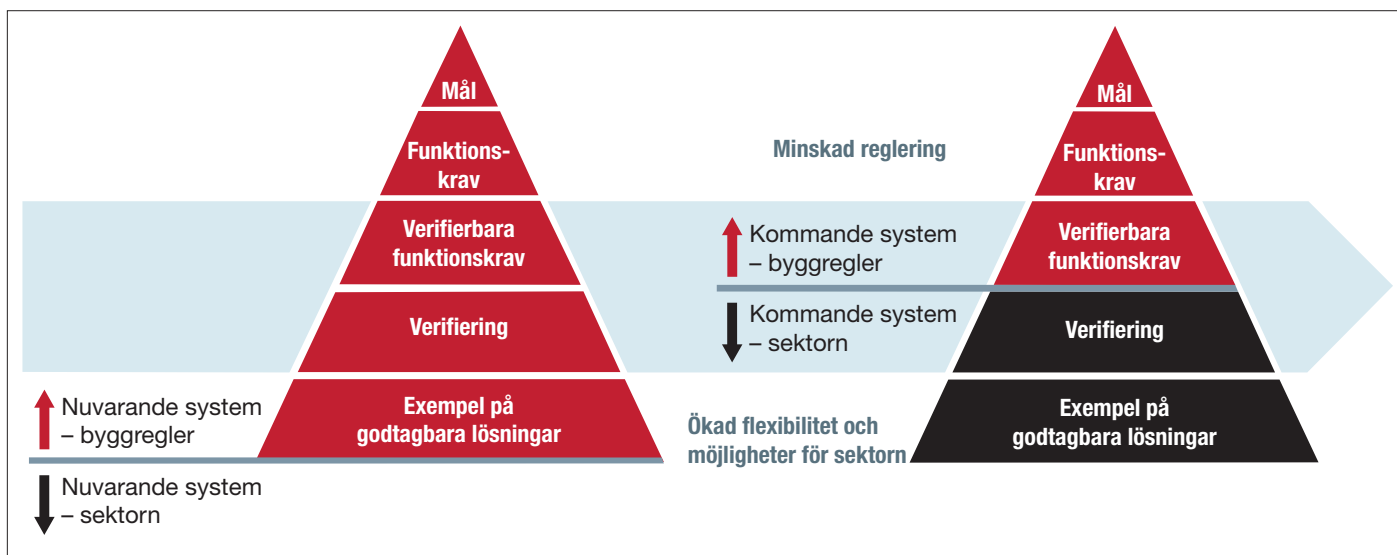 Mål
Funktions-
krav
Verifierbara
funktionskrav
Verifiering
Exempel på
godtagbara lösningar
Nuvarande system
– byggregler
Nuvarande system
– sektorn
Minskad reglering
Kommande system
– byggregler
Kommande system
– sektorn
Ökad flexibilitet och
möjligheter för sektorn
Mål
Funktions-
krav
Verifierbara
funktionskrav
Verifiering
Exempel på
godtagbara lösningar